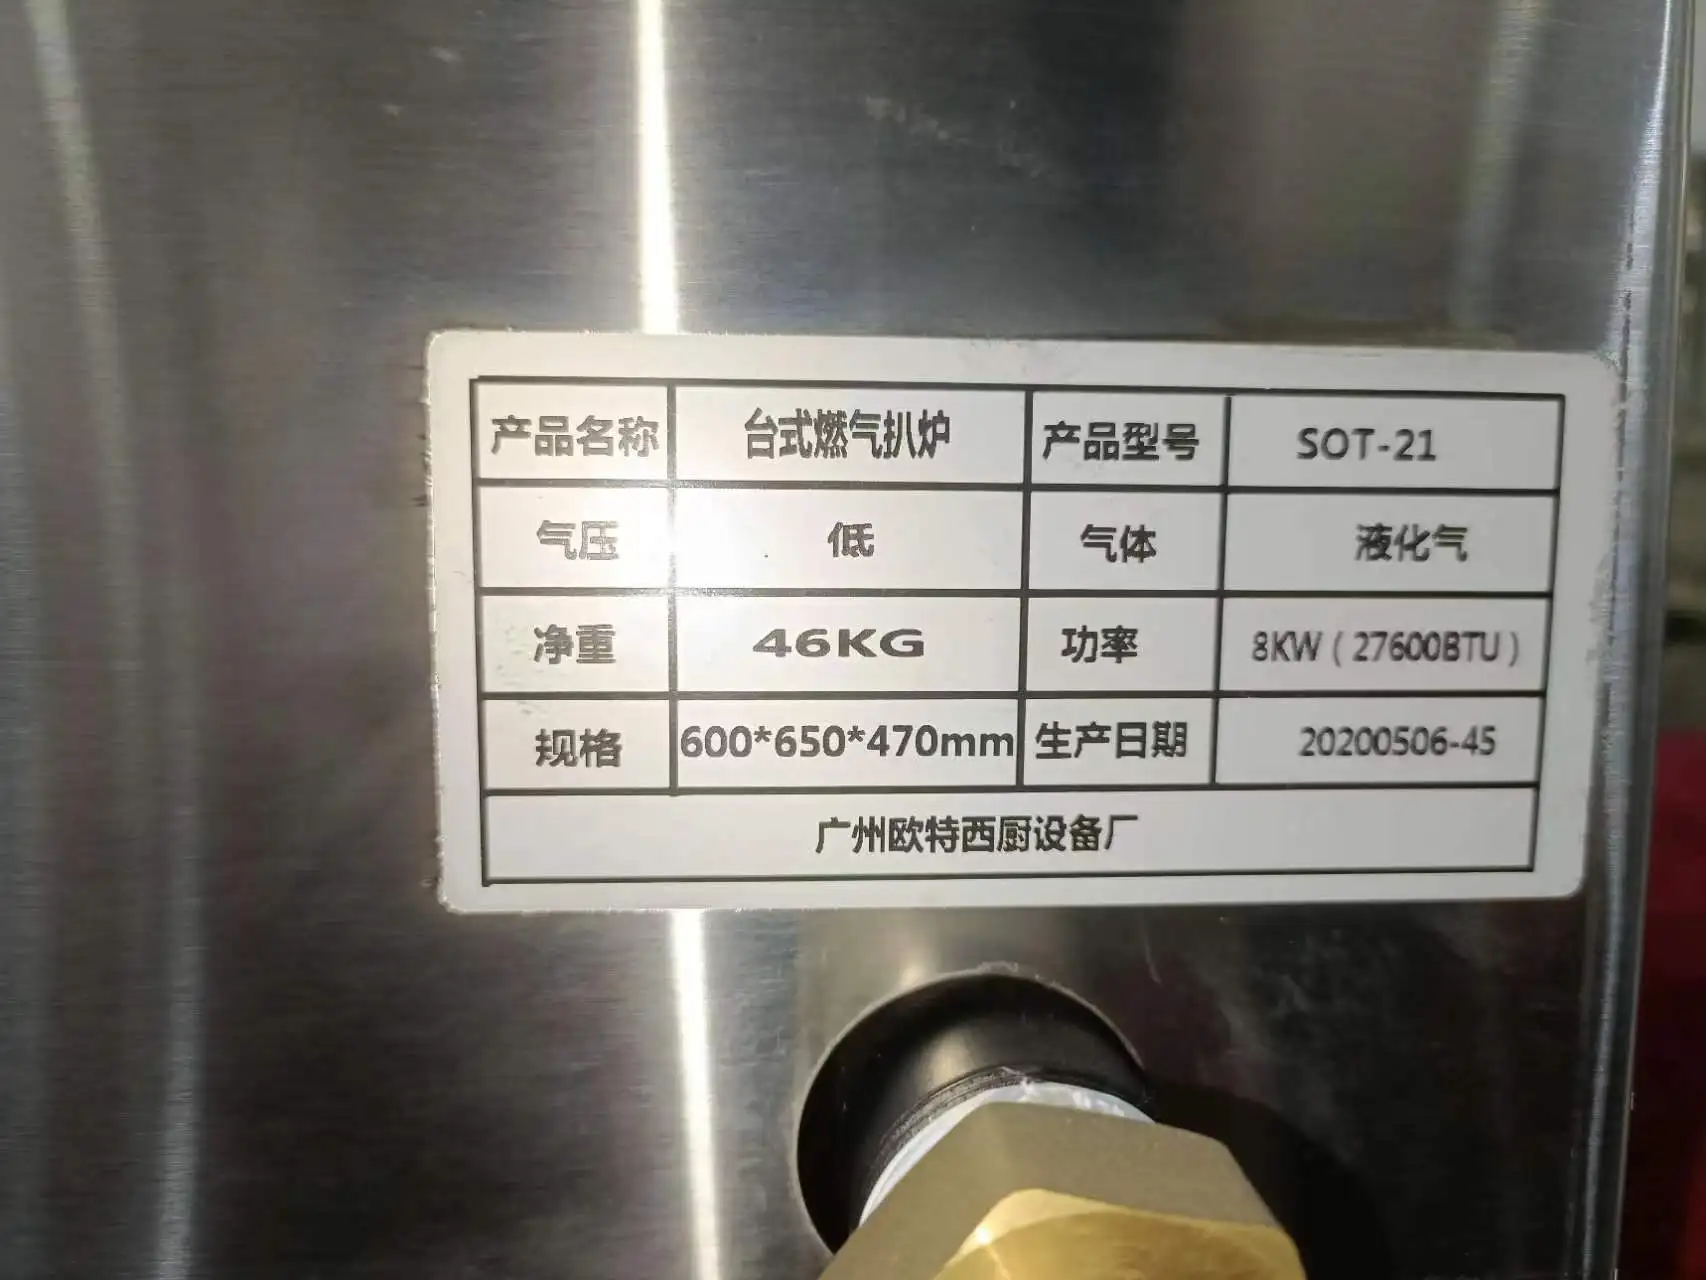 产品名称 台式燃气扒炉 产品型号 SOT-21
气压 低 气体 液化气
净重 46KG 功率 8KW（27600BTU）
规格 600*650*470mm 生产日期 20200506-45
广州欧特西厨设备厂